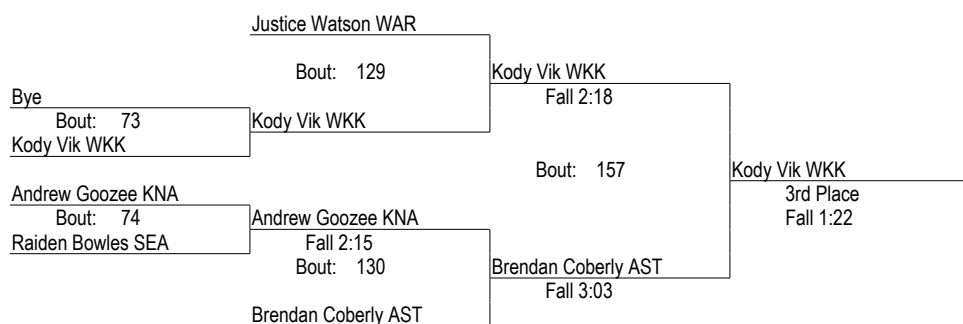 Justice Watson WAR
Bout: 129
Kody Vik WKK
Fall 2:18
Bye
Bout: 73
Kody Vik WKK
Kody Vik WKK
Bout: 157
Kody Vik WKK
3rd Place
Fall 1:22
Andrew Goozee KNA
Bout: 74
Andrew Goozee KNA
Raiden Bowles SEA
Fall 2:15
Bout: 130
Brendan Coberly AST
Fall 3:03
Brendan Coberly AST